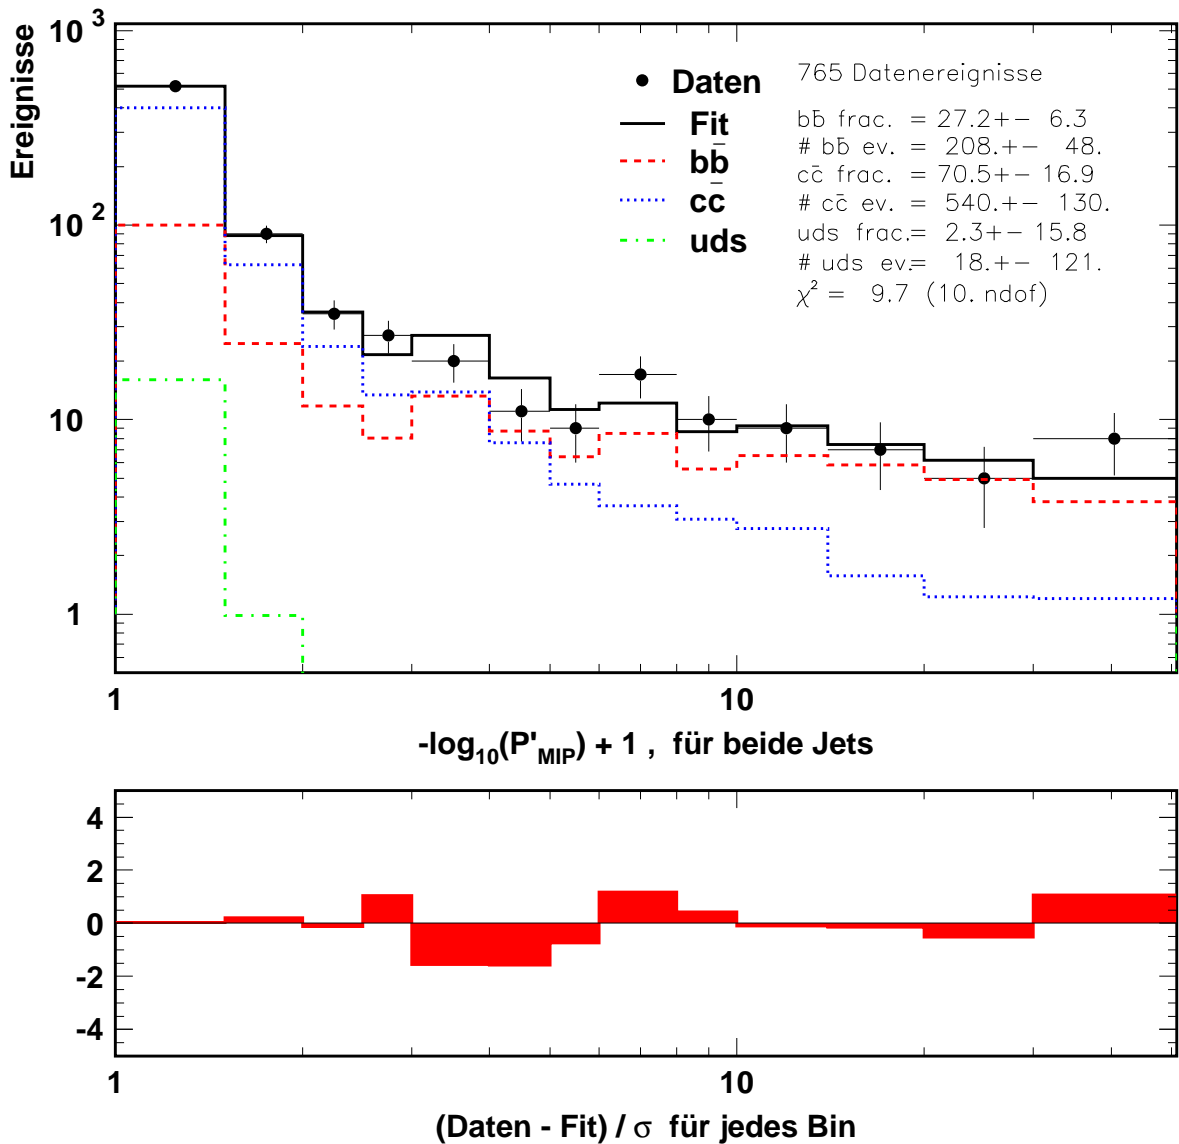 Ereignisse
10³
10²
10
1
1 10
Daten
Fit
bb̄
cc̄
uds
765 Datenereignisse
bb̄ frac. = 27.2+− 6.3
# bb̄ ev. = 208.+− 48.
cc̄ frac. = 70.5+− 16.9
# cc̄ ev. = 540.+− 130.
uds frac.= 2.3+− 15.8
# uds ev.= 18.+− 121.
χ² = 9.7 (10. ndof)
-log₁₀(P'MIP) + 1 , für beide Jets
4
2
0
-2
-4
1 10
(Daten - Fit) / σ für jedes Bin